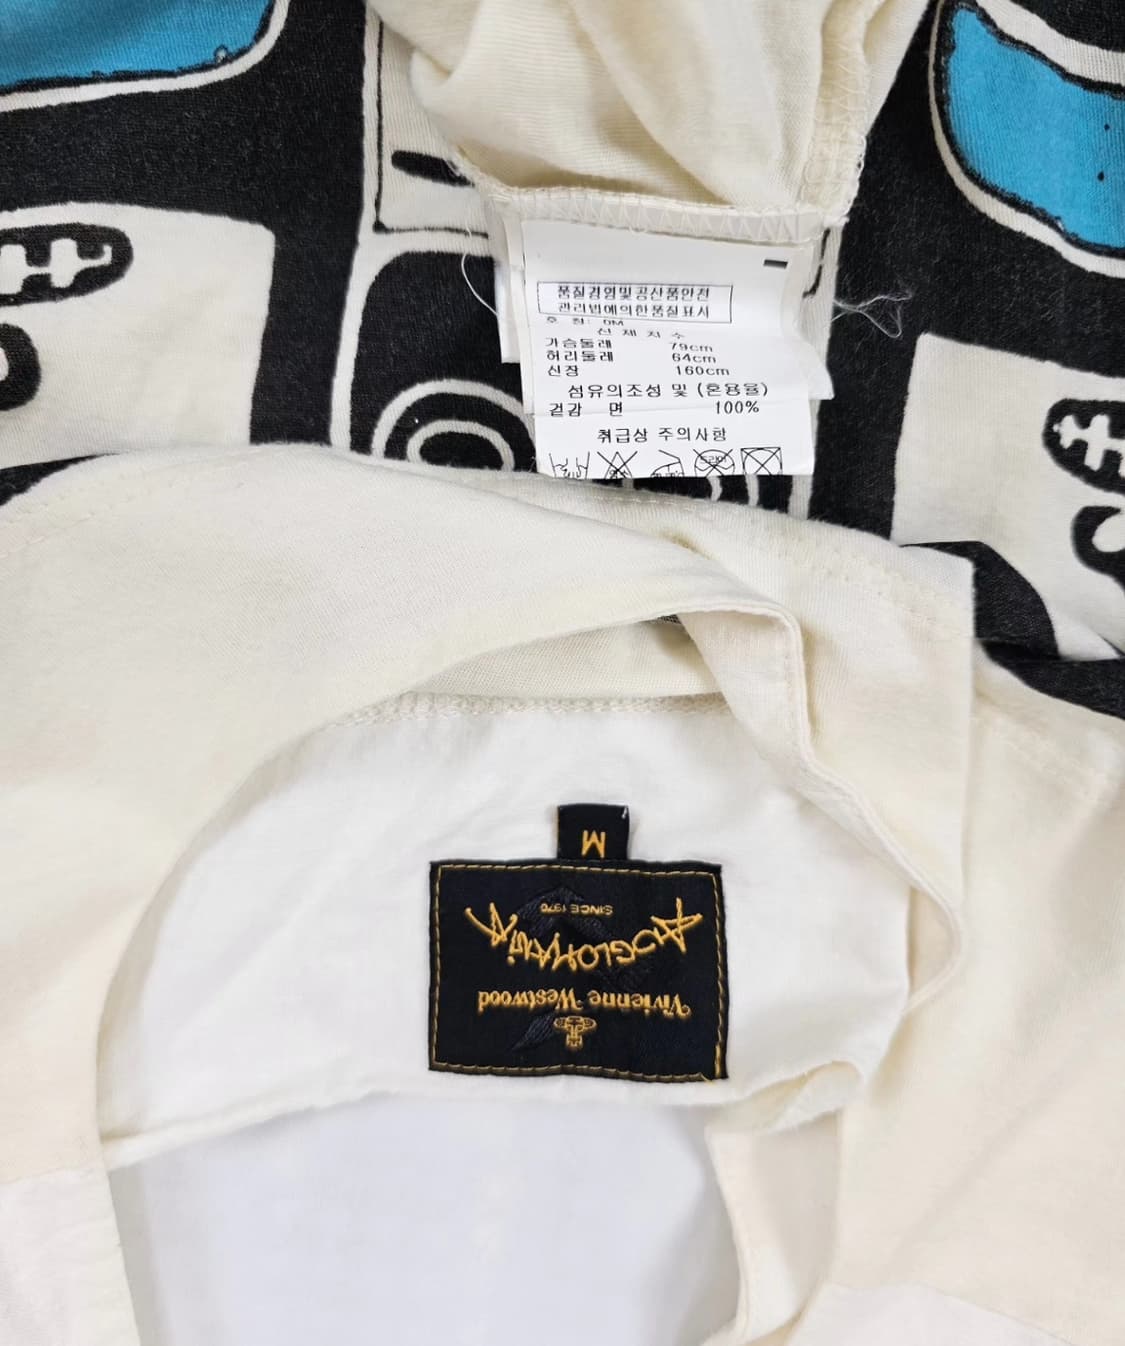 품질경영및공산품안전
관리법에의한품질표시
호 칭: 0M
신 체 치 수
가슴둘레 79cm
허리둘레 64cm
신장 160cm
섬유의조성 및 (혼용율)
겉감 면 100%
취급상 주의사항
드라이
M
Vivienne Westwood
ANGLOMANIA
SINCE 1970